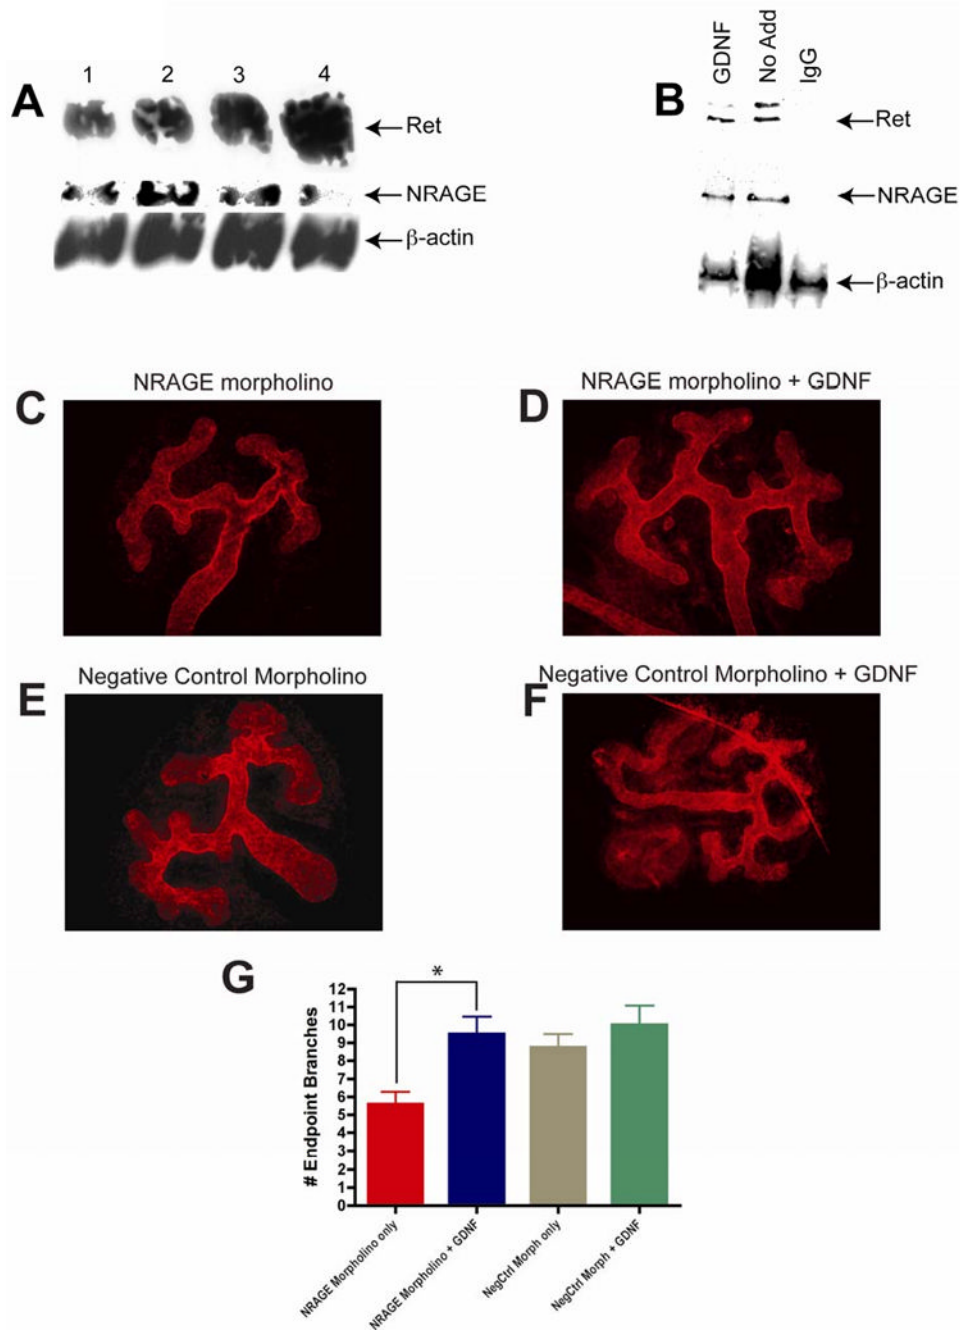 A
1 2 3 4
Ret
NRAGE
β-actin
B
GDNF
No Add
IgG
Ret
NRAGE
β-actin
C
NRAGE morpholino
D
NRAGE morpholino + GDNF
E
Negative Control Morpholino
F
Negative Control Morpholino + GDNF
G
*
# Endpoint Branches
12
11
10
9
8
7
6
5
4
3
2
1
0
NRAGE Morpholino only
NRAGE Morpholino + GDNF
NegCtrl Morph only
NegCtrl Morph + GDNF